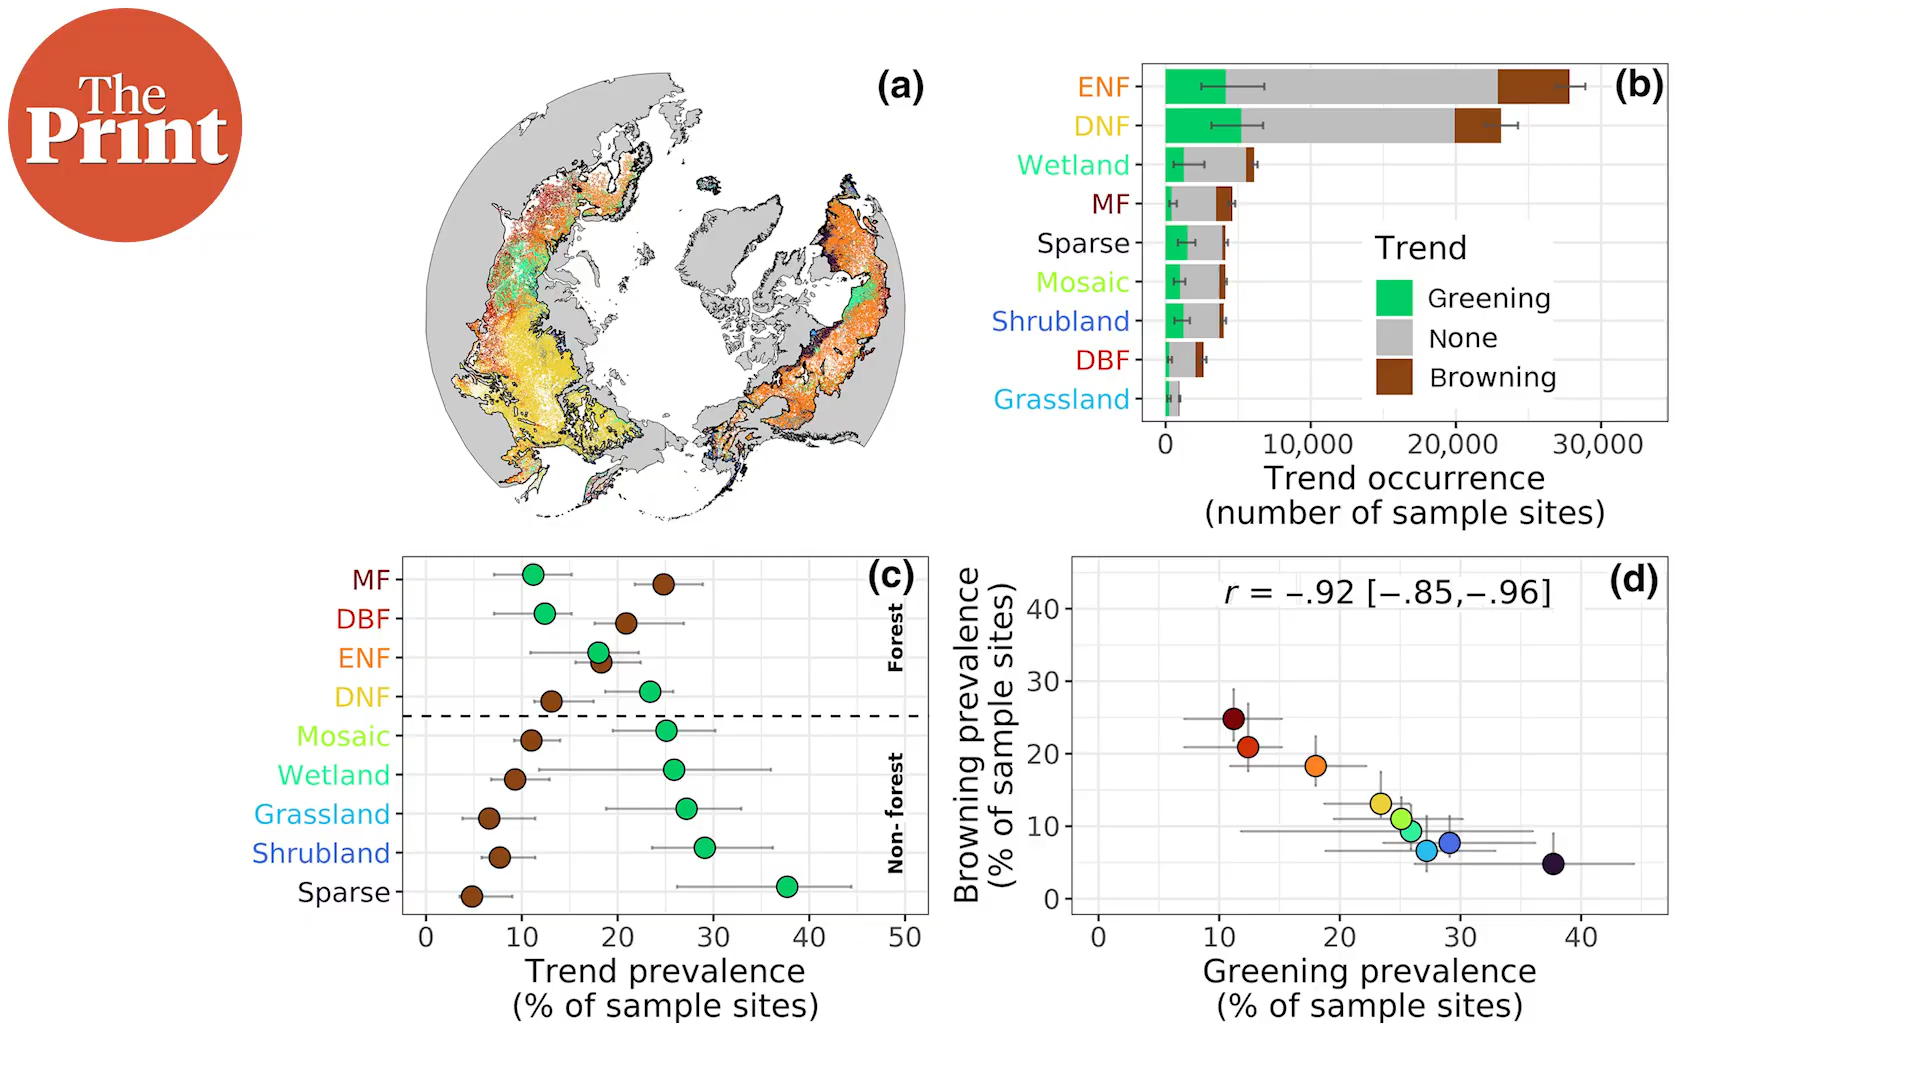 The
Print
(a)
(b)
ENF
DNF
Wetland
MF
Sparse
Mosaic
Shrubland
DBF
Grassland
Trend
Greening
None
Browning
0 10,000 20,000 30,000
Trend occurrence
(number of sample sites)
(c)
MF
DBF
ENF
DNF
Mosaic
Wetland
Grassland
Shrubland
Sparse
Forest
Non-forest
0 10 20 30 40 50
Trend prevalence
(% of sample sites)
(d)
r = −.92 [−.85,−.96]
Browning prevalence
(% of sample sites)
40
30
20
10
0
0 10 20 30 40
Greening prevalence
(% of sample sites)